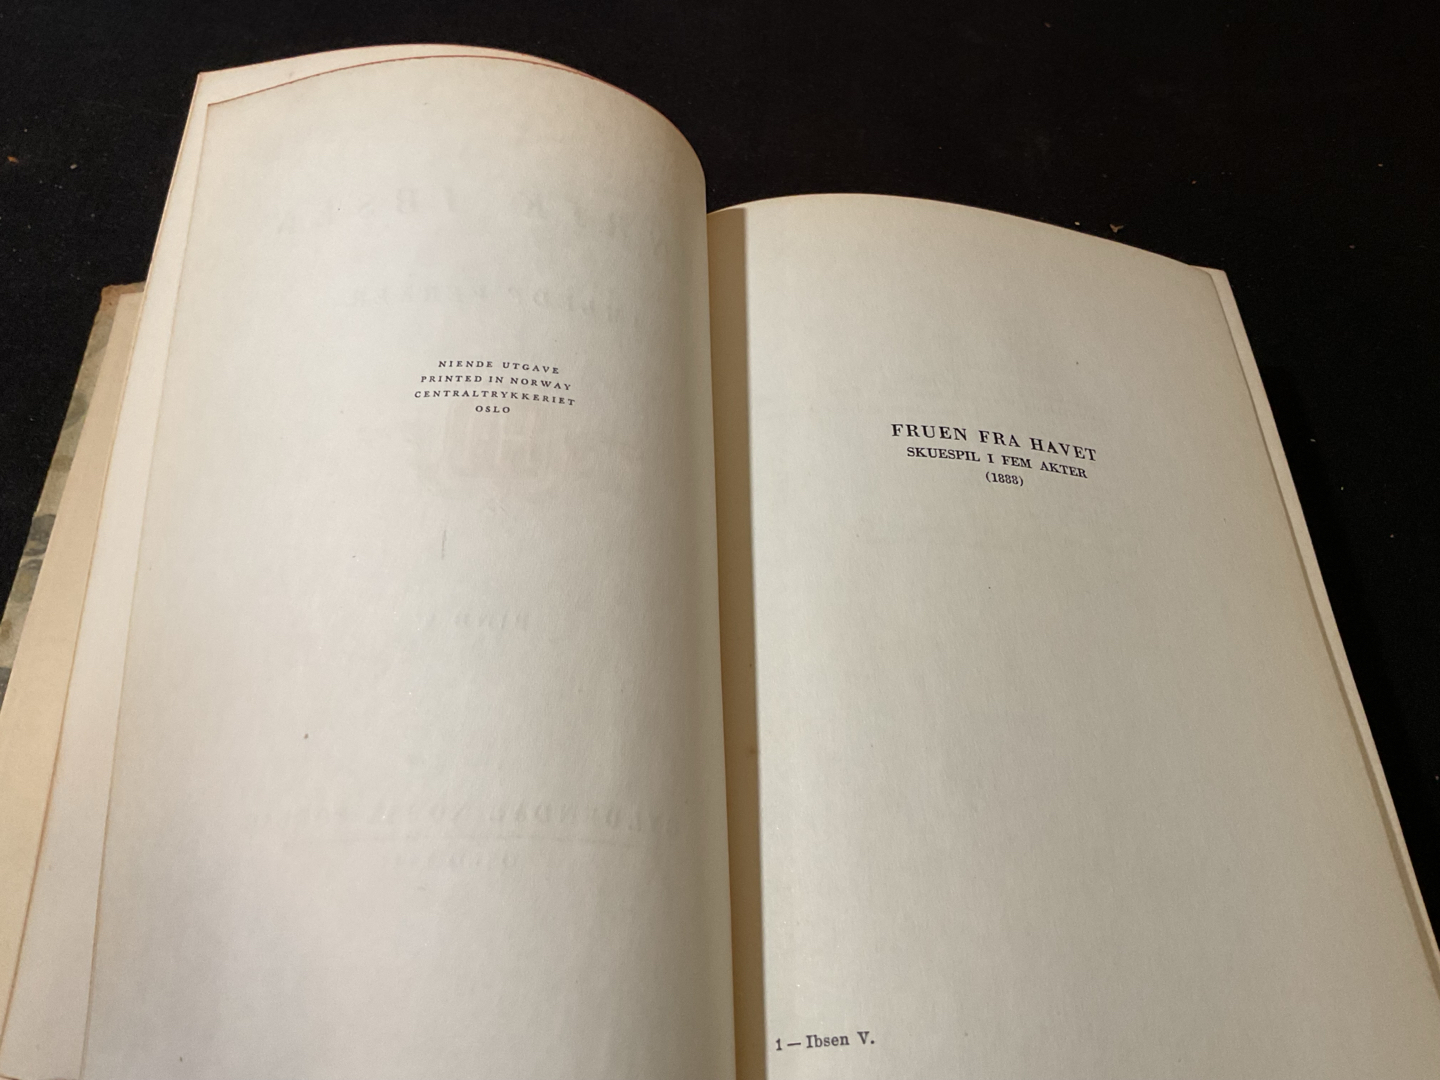 NIENDE UTGAVE
PRINTED IN NORWAY
CENTRALTRYKKERIET
OSLO
FRUEN FRA HAVET
SKUESPIL I FEM AKTER
(1888)
1 — Ibsen V.